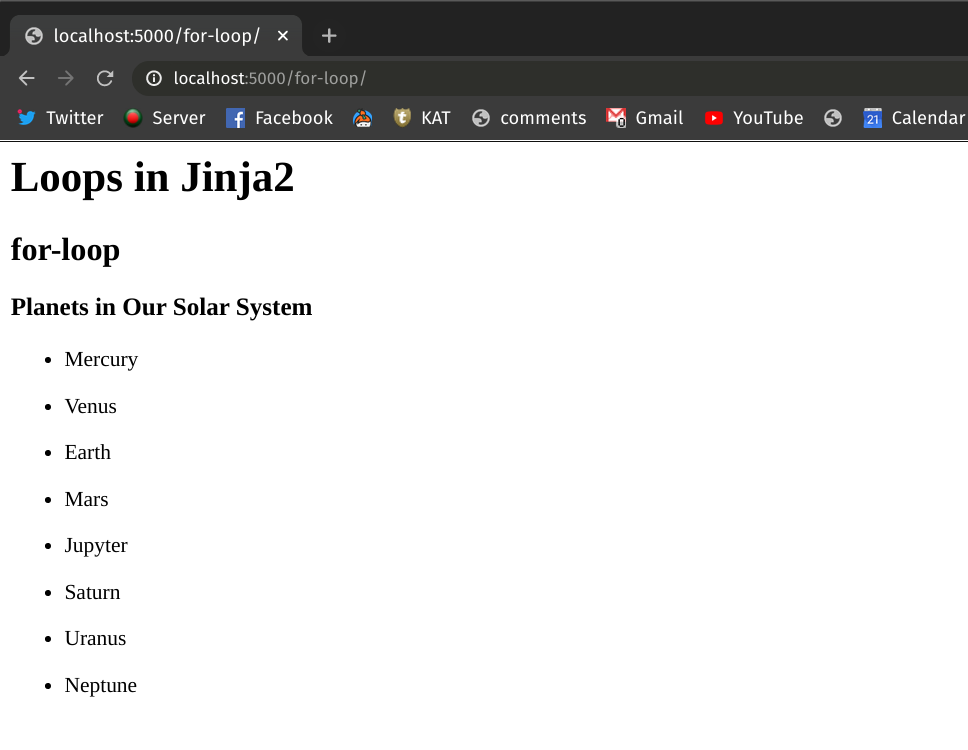 localhost:5000/for-loop/
localhost:5000/for-loop/
Twitter Server Facebook KAT comments Gmail YouTube 21 Calendar
Loops in Jinja2
for-loop
Planets in Our Solar System
Mercury
Venus
Earth
Mars
Jupyter
Saturn
Uranus
Neptune